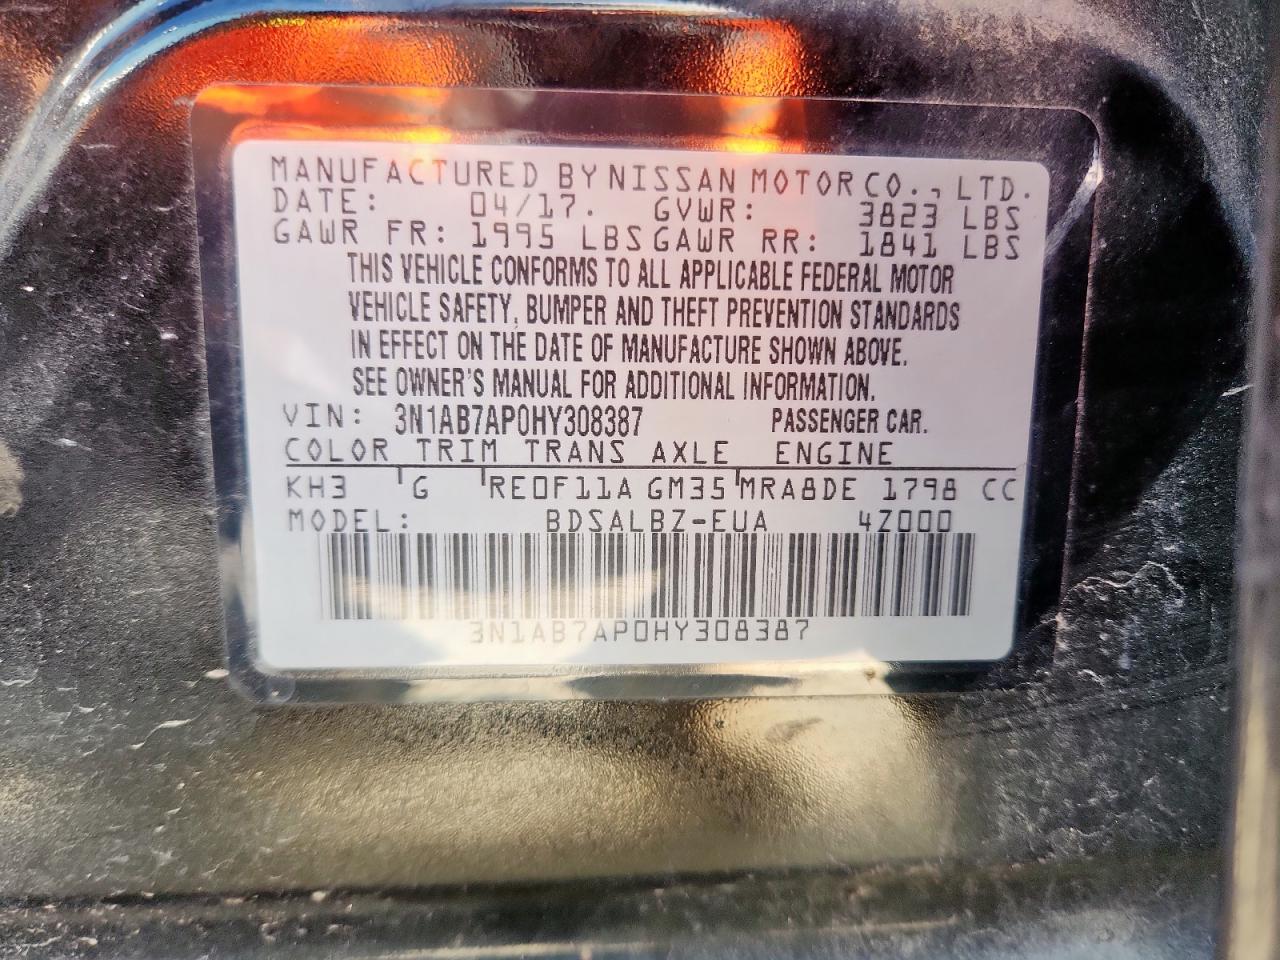 MANUFACTURED BY NISSAN MOTOR CO., LTD.
DATE: 04/17. GVWR: 3823 LBS
GAWR FR: 1995 LBS GAWR RR: 1841 LBS
THIS VEHICLE CONFORMS TO ALL APPLICABLE FEDERAL MOTOR
VEHICLE SAFETY, BUMPER AND THEFT PREVENTION STANDARDS
IN EFFECT ON THE DATE OF MANUFACTURE SHOWN ABOVE.
SEE OWNER'S MANUAL FOR ADDITIONAL INFORMATION.
VIN: 3N1AB7AP0HY308387 PASSENGER CAR.
COLOR TRIM TRANS AXLE ENGINE
KH3 G RE0F11A GM35 MRA8DE 1798 CC
MODEL: BDSALBZ-EUA 4Z000
3N1AB7AP0HY308387